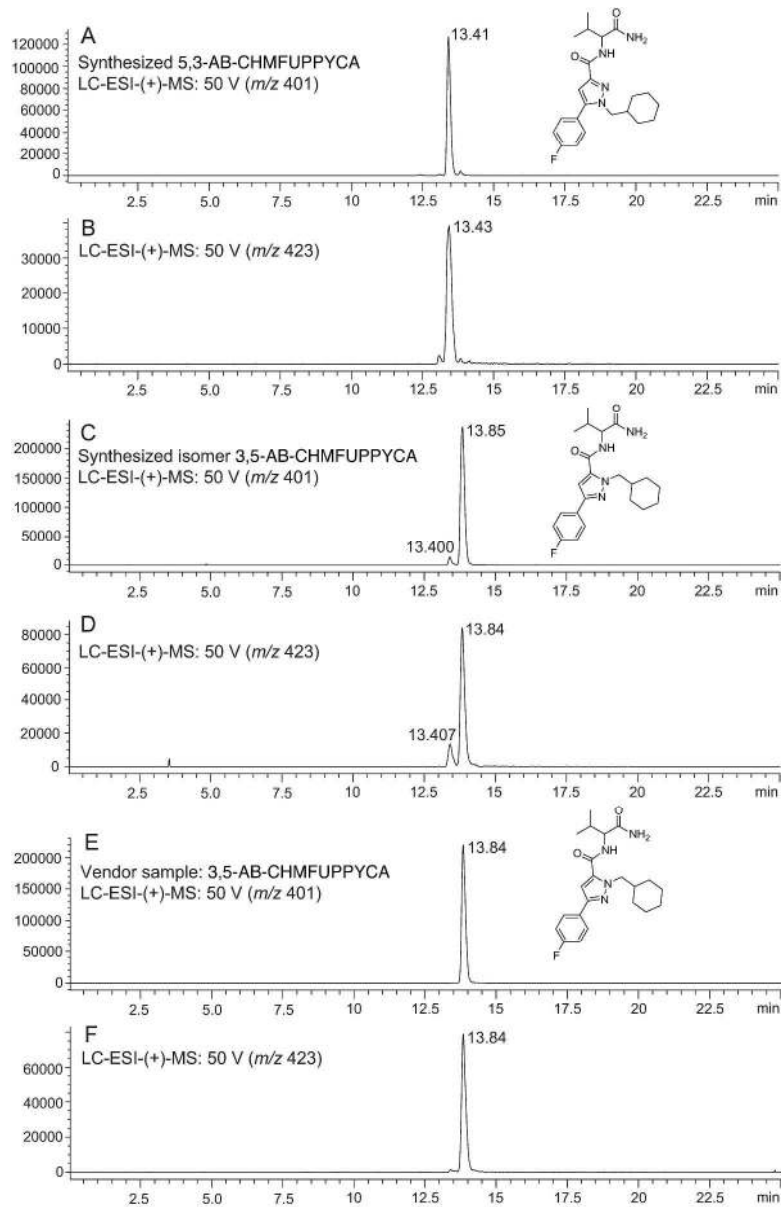 A
Synthesized 5,3-AB-CHMFUPPYCA
LC-ESI-(+)-MS: 50 V (m/z 401)
13.41
O
NH2
O
NH
N
N
F
120000
100000
80000
60000
40000
20000
0
2.5 5.0 7.5 10 12.5 15 17.5 20 22.5 min
B
LC-ESI-(+)-MS: 50 V (m/z 423)
13.43
30000
20000
10000
0
2.5 5.0 7.5 10 12.5 15 17.5 20 22.5 min
C
Synthesized isomer 3,5-AB-CHMFUPPYCA
LC-ESI-(+)-MS: 50 V (m/z 401)
13.85
13.400
O
NH2
O
NH
N
N
F
200000
150000
100000
50000
0
2.5 5.0 7.5 10 12.5 15 17.5 20 22.5 min
D
LC-ESI-(+)-MS: 50 V (m/z 423)
13.84
13.407
80000
60000
40000
20000
0
2.5 5.0 7.5 10 12.5 15 17.5 20 22.5 min
E
Vendor sample: 3,5-AB-CHMFUPPYCA
LC-ESI-(+)-MS: 50 V (m/z 401)
13.84
O
NH2
O
NH
N
N
F
200000
150000
100000
50000
0
2.5 5.0 7.5 10 12.5 15 17.5 20 22.5 min
F
LC-ESI-(+)-MS: 50 V (m/z 423)
13.84
60000
40000
20000
0
2.5 5.0 7.5 10 12.5 15 17.5 20 22.5 min